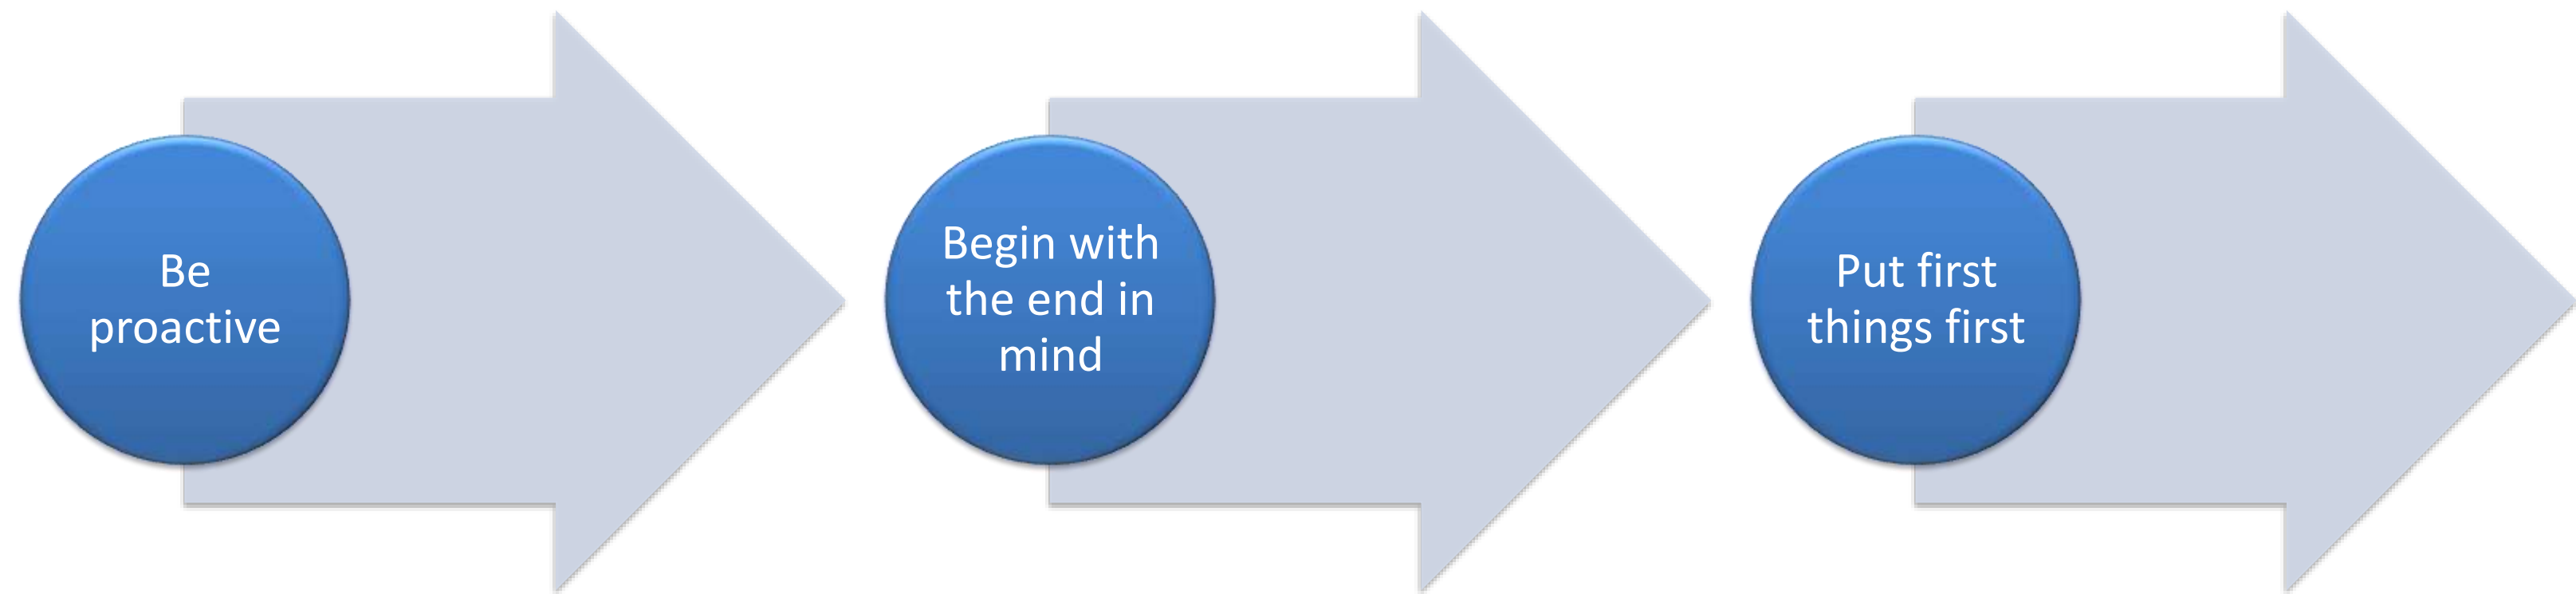 Be
proactive
Begin with
the end in
mind
Put first
things first